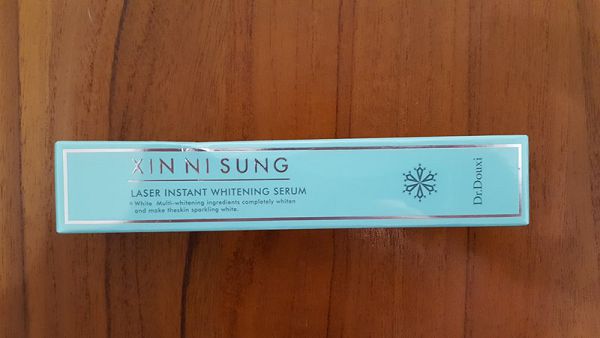 XIN NI SUNG
LASER INSTANT WHITENING SERUM
White Multi-whitening ingredients completely whiten
and make theskin sparkling white.
Dr.Douxi